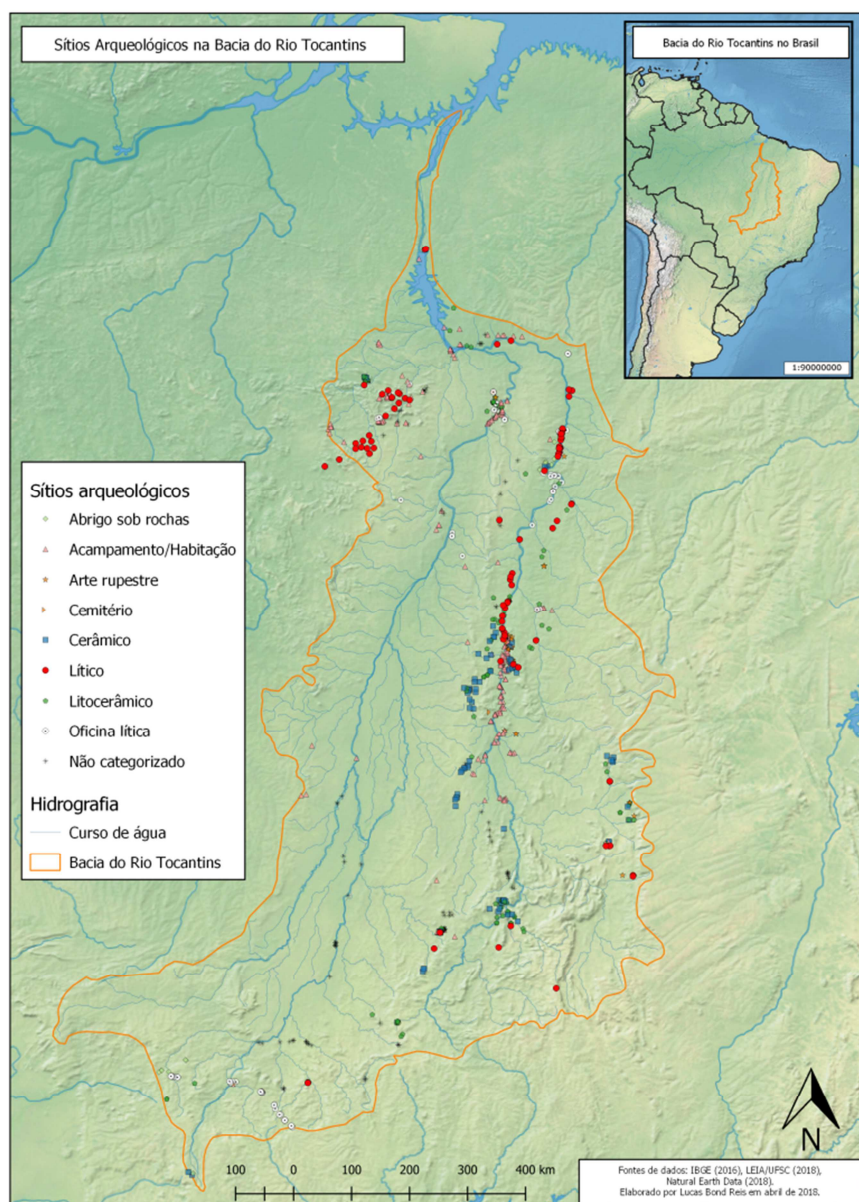 Sítios Arqueológicos na Bacia do Rio Tocantins
Bacia do Rio Tocantins no Brasil
1:90000000
Sítios arqueológicos
Abrigo sob rochas
Acampamento/Habitação
Arte rupestre
Cemitério
Cerâmico
Lítico
Litocerâmico
Oficina lítica
Não categorizado
Hidrografia
Curso de água
Bacia do Rio Tocantins
N
100 0 100 200 300 400 km
Fontes de dados: IBGE (2016), LEIA/UFSC (2018),
Natural Earth Data (2018).
Elaborado por Lucas Bond Reis em abril de 2018.